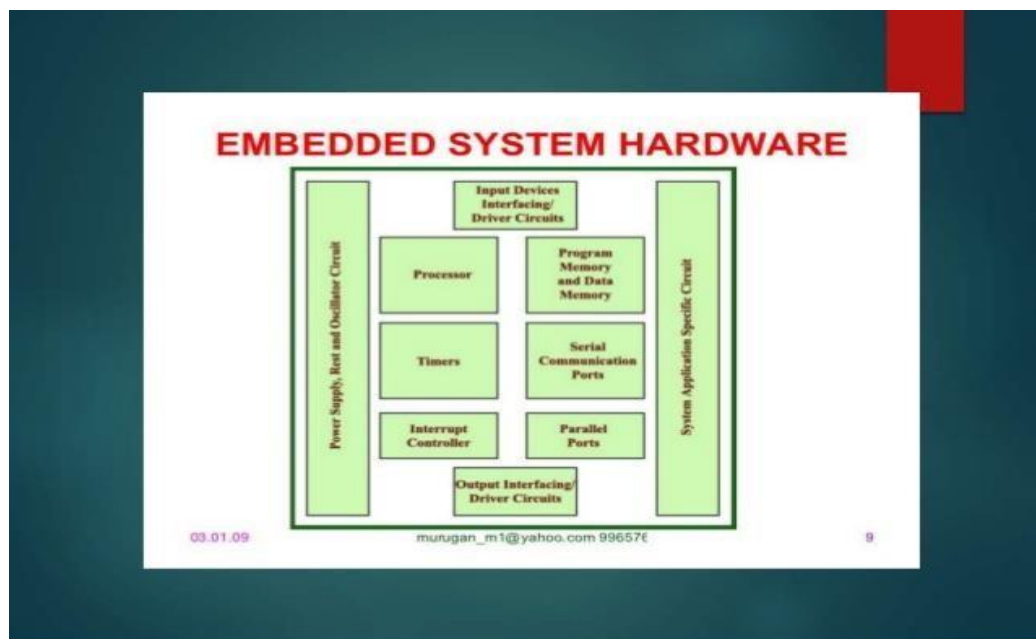 EMBEDDED SYSTEM HARDWARE
Power Supply, Rest and Oscillator Circuit
Input Devices
Interfacing/
Driver Circuits
Processor
Program
Memory
and Data
Memory
Timers
Serial
Communication
Ports
Interrupt
Controller
Parallel
Ports
Output Interfacing/
Driver Circuits
System Application Specific Circuit
03.01.09
murugan_m1@yahoo.com 996576
9